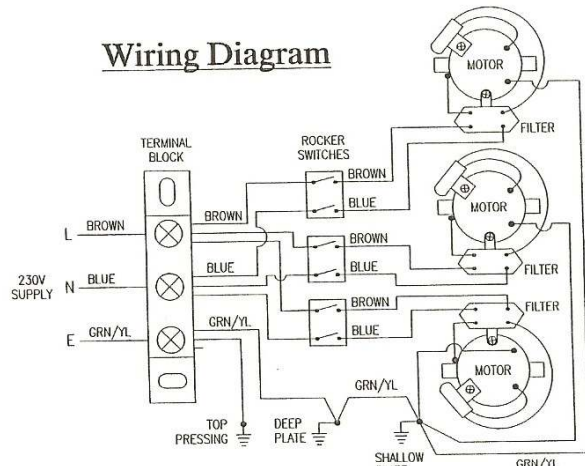 Wiring Diagram
MOTOR
FILTER
TERMINAL
BLOCK
ROCKER
SWITCHES
BROWN
BLUE
BROWN
MOTOR
L
BROWN
BROWN
BLUE
BLUE
FILTER
230V
SUPPLY
N
BLUE
BROWN
BLUE
FILTER
E
GRN/YL
GRN/YL
MOTOR
GRN/YL
TOP
PRESSING
DEEP
PLATE
SHALLOW
GRN/YL